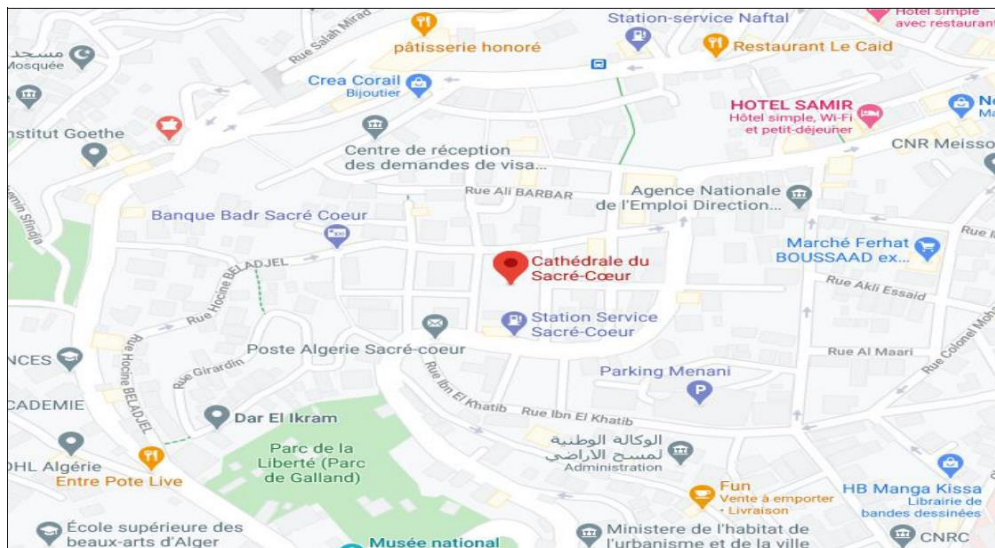 Station-service Naftal
Hotel simple
avec restaurant
pâtisserie honoré
Restaurant Le Caid
Rue Salah Mirad
مسجد
Mosquée
Crea Corail
Bijoutier
HOTEL SAMIR
Hôtel simple, Wi-Fi
et petit-déjeuner
nstitut Goethe
Centre de réception
des demandes de visa...
CNR Meisso
Rue Ali BARBAR
Agence Nationale
de l'Emploi Direction...
Sfindja
Banque Badr Sacré Coeur
Marché Ferhat
BOUSSAAD ex...
Cathédrale du
Sacré-Cœur
Rue Hocine BELADJEL
Rue Akli Essaid
Station Service
Sacré-Coeur
Poste Algerie Sacré-coeur
Rue Hocine BELADJEL
Rue Al Maari
Rue Colonel
NCES
Rue Girardin
Parking Menani
Rue Ibn El Khatib
CADEMIE
Dar El Ikram
Rue Ibn El Khatib
الوكالة الوطنية
لمسح الاراضي
Administration
Parc de la
Liberté (Parc
de Galland)
OHL Algérie
Entre Pote Live
Fun
Vente à emporter
· Livraison
HB Manga Kissa
Librairie de
bandes dessinées
École supérieure des
beaux-arts d'Alger
Musée national
Ministere de l'habitat de
l'urbanisme et de la ville
CNRC